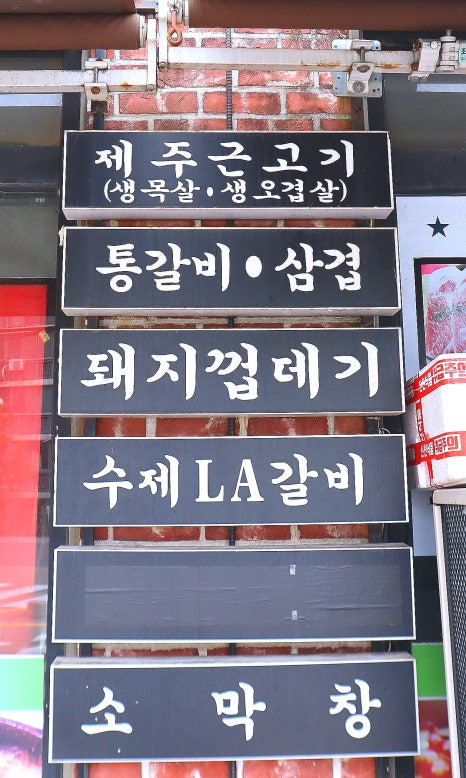 제주근고기
(생목살·생오겹살)
통갈비·삼겹
돼지껍데기
수제LA갈비
소막창